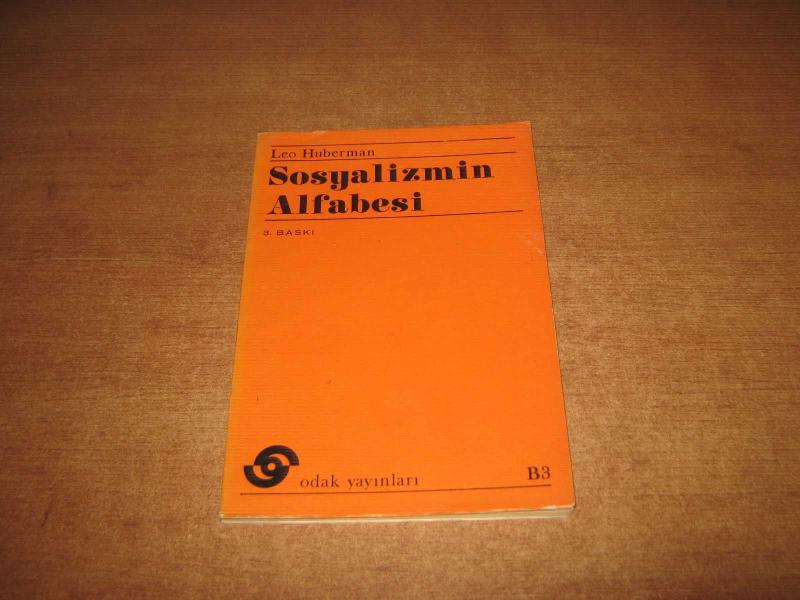 Leo Huberman
Sosyalizmin
Alfabesi
3. BASKI
odak yayınları
B3